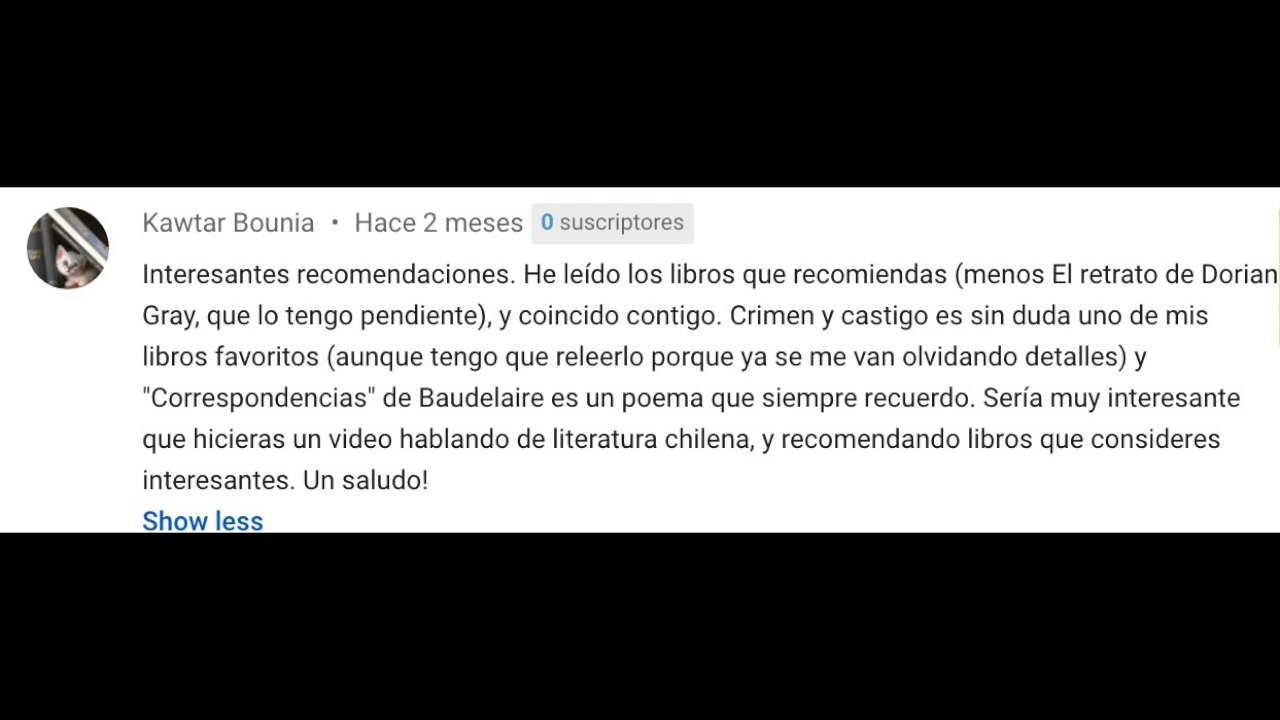 Kawtar Bounia • Hace 2 meses 0 suscriptores
Interesantes recomendaciones. He leído los libros que recomiendas (menos El retrato de Dorian
Gray, que lo tengo pendiente), y coincido contigo. Crimen y castigo es sin duda uno de mis
libros favoritos (aunque tengo que releerlo porque ya se me van olvidando detalles) y
"Correspondencias" de Baudelaire es un poema que siempre recuerdo. Sería muy interesante
que hicieras un video hablando de literatura chilena, y recomendando libros que consideres
interesantes. Un saludo!
Show less